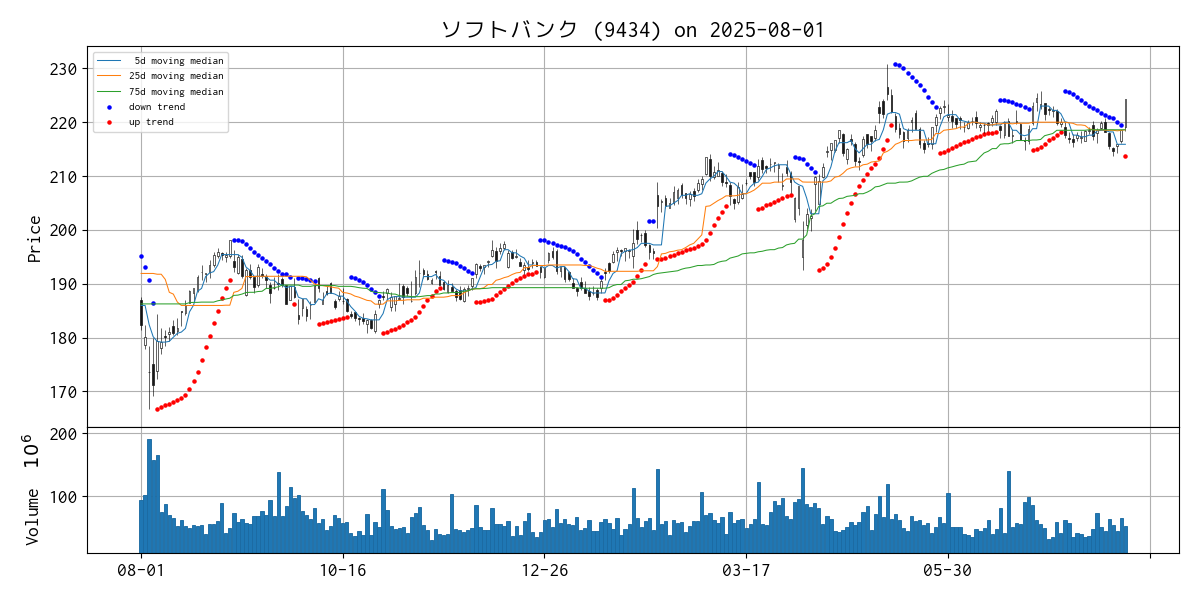 ソフトバンク (9434) on 2025-08-01
5d moving median
25d moving median
75d moving median
down trend
up trend
Price
230
220
210
200
190
180
170
Volume 10⁶
200
100
08-01 10-16 12-26 03-17 05-30